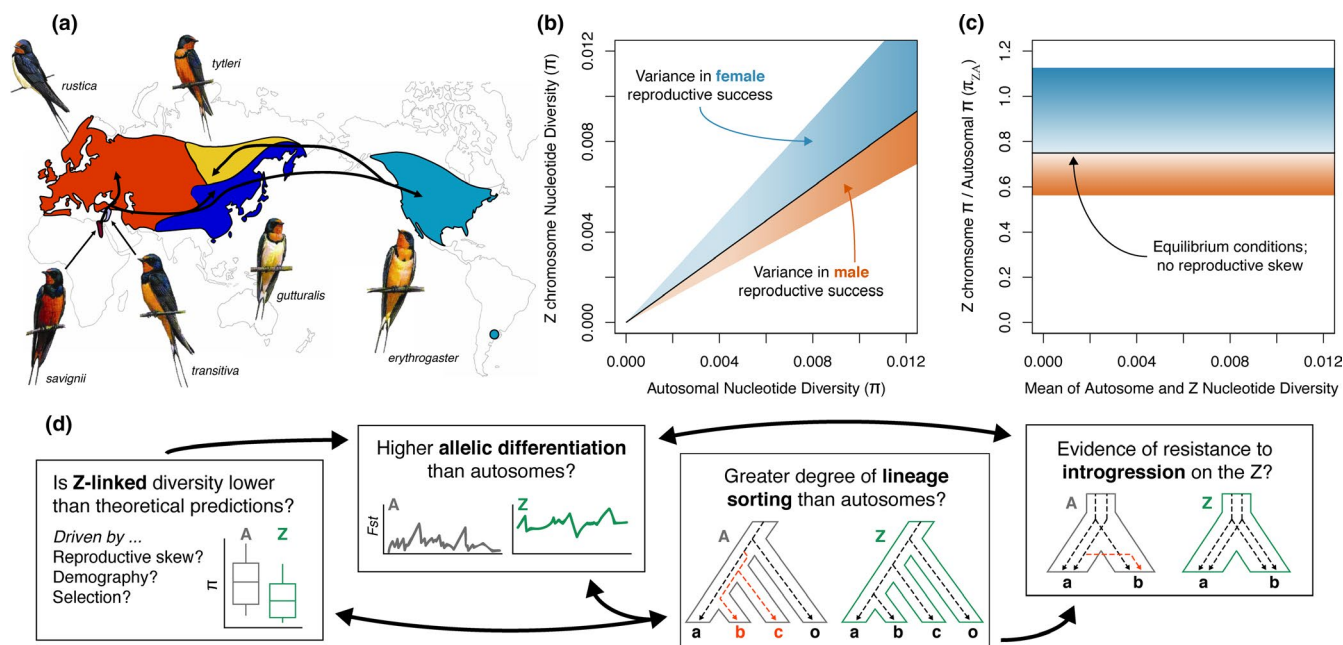 (a)
rustica
tytleri
gutturalis
erythrogaster
savignii
transitiva
(b)
Z chromosome Nucleotide Diversity (π)
0.012
0.008
0.004
0.000
Variance in female
reproductive success
Variance in male
reproductive success
0.000 0.004 0.008 0.012
Autosomal Nucleotide Diversity (π)
(c)
Z chromsome π / Autosomal π (πZA)
1.2
1.0
0.8
0.6
0.4
0.2
0.0
Equilibrium conditions;
no reproductive skew
0.000 0.004 0.008 0.012
Mean of Autosome and Z Nucleotide Diversity
(d)
Is Z-linked diversity lower
than theoretical predictions?
Driven by ...
Reproductive skew?
Demography?
Selection?
π
A Z
Higher allelic differentiation
than autosomes?
Fst
A Z
Greater degree of lineage
sorting than autosomes?
A Z
a b c o a b c o
Evidence of resistance to
introgression on the Z?
A Z
a b a b